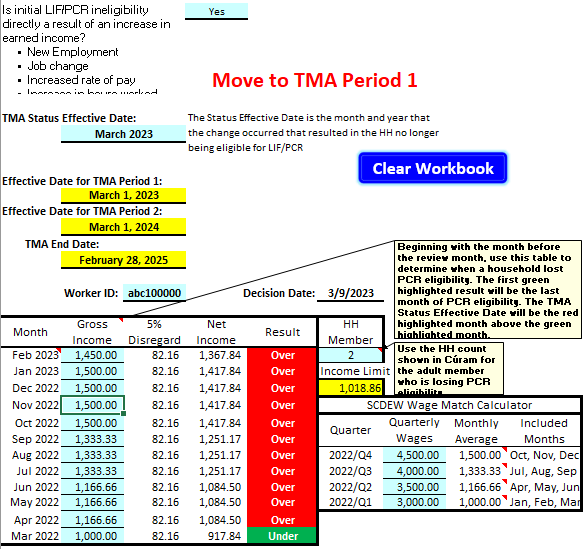 Is initial LIF/PCR ineligibility Yes
directly a result of an increase in
earned income?
• New Employment
• Job change
• Increased rate of pay
• Increase in hours worked
Move to TMA Period 1
TMA Status Effective Date: The Status Effective Date is the month and year that
March 2023 the change occurred that resulted in the HH no longer
being eligible for LIF/PCR
Clear Workbook
Effective Date for TMA Period 1:
March 1, 2023
Effective Date for TMA Period 2:
March 1, 2024
TMA End Date:
February 28, 2025
Beginning with the month before
the review month, use this table to
determine when a household lost
PCR eligibility. The first green
highlighted result will be the last
month of PCR eligibility. The TMA
Status Effective Date will be the red
highlighted month above the green
highlighted month.
Worker ID: abc100000 Decision Date: 3/9/2023
Month Gross Income 5% Disregard Net Income Result HH Member
Feb 2023 1,450.00 82.16 1,367.84 Over 2
Jan 2023 1,500.00 82.16 1,417.84 Over Income Limit
Dec 2022 1,500.00 82.16 1,417.84 Over 1,018.86
Nov 2022 1,500.00 82.16 1,417.84 Over
Oct 2022 1,500.00 82.16 1,417.84 Over
Sep 2022 1,333.33 82.16 1,251.17 Over
Aug 2022 1,333.33 82.16 1,251.17 Over
Jul 2022 1,333.33 82.16 1,251.17 Over
Jun 2022 1,166.66 82.16 1,084.50 Over
May 2022 1,166.66 82.16 1,084.50 Over
Apr 2022 1,166.66 82.16 1,084.50 Over
Mar 2022 1,000.00 82.16 917.84 Under
Use the HH count
shown in Cúram for
the adult member
who is losing PCR
eligibility
SCDEW Wage Match Calculator
Quarter Quarterly Wages Monthly Average Included Months
2022/Q4 4,500.00 1,500.00 Oct, Nov, Dec
2022/Q3 4,000.00 1,333.33 Jul, Aug, Sep
2022/Q2 3,500.00 1,166.66 Apr, May, Jun
2022/Q1 3,000.00 1,000.00 Jan, Feb, Mar